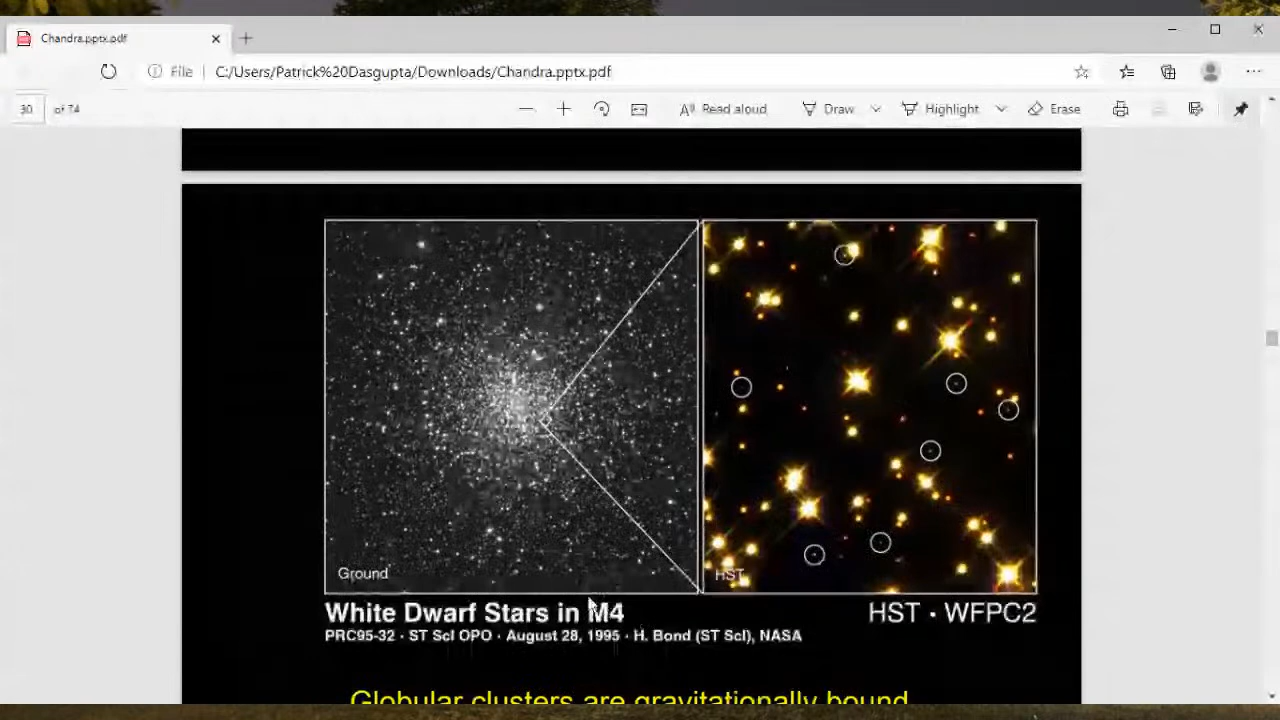 Chandra.pptx.pdf
File
C:/Users/Patrick%20Dasgupta/Downloads/Chandra.pptx.pdf
30 of 74
Read aloud
Draw
Highlight
Erase
Ground
HST
White Dwarf Stars in M4
HST · WFPC2
PRC95-32 · ST ScI OPO · August 28, 1995 · H. Bond (ST ScI), NASA
Globular clusters are gravitationally bound